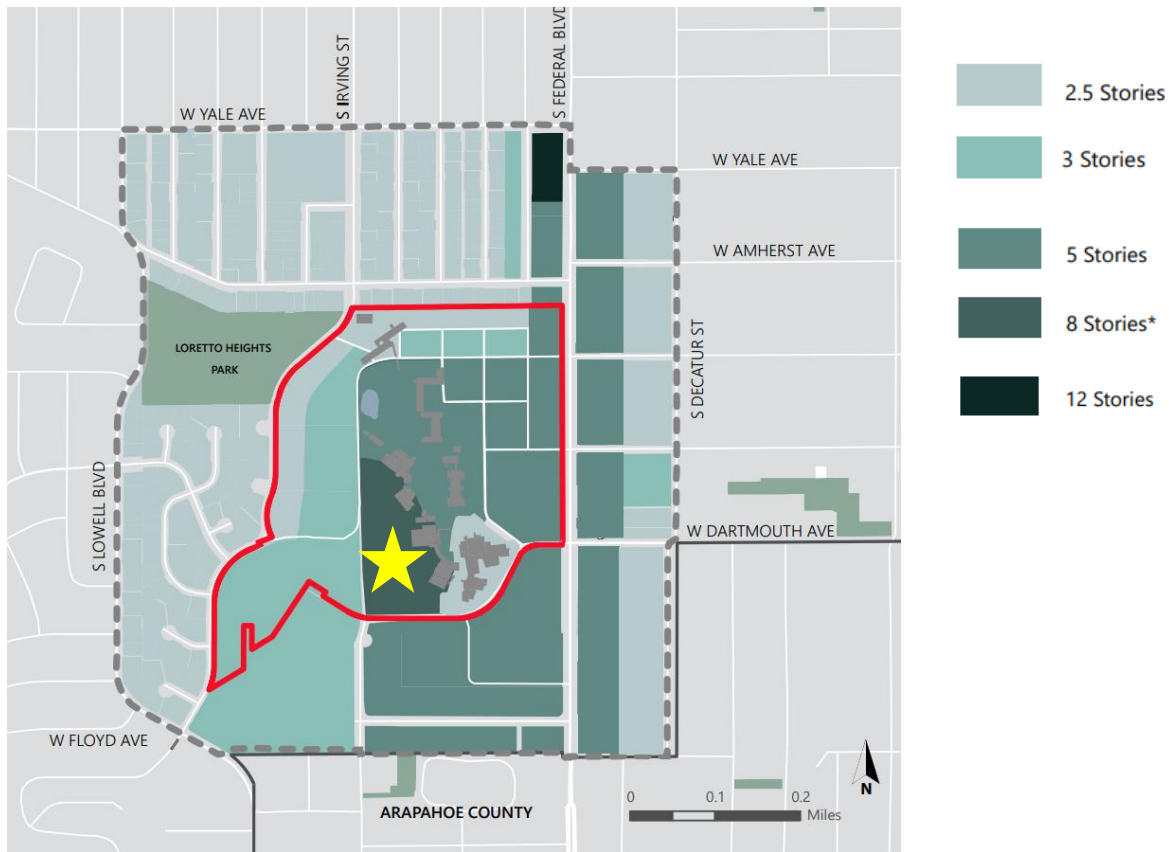 S IRVING ST
S FEDERAL BLVD
W YALE AVE
W YALE AVE
W AMHERST AVE
LORETTO HEIGHTS
PARK
S DECATUR ST
S LOWELL BLVD
W DARTMOUTH AVE
W FLOYD AVE
ARAPAHOE COUNTY
0 0.1 0.2
Miles
N
2.5 Stories
3 Stories
5 Stories
8 Stories*
12 Stories